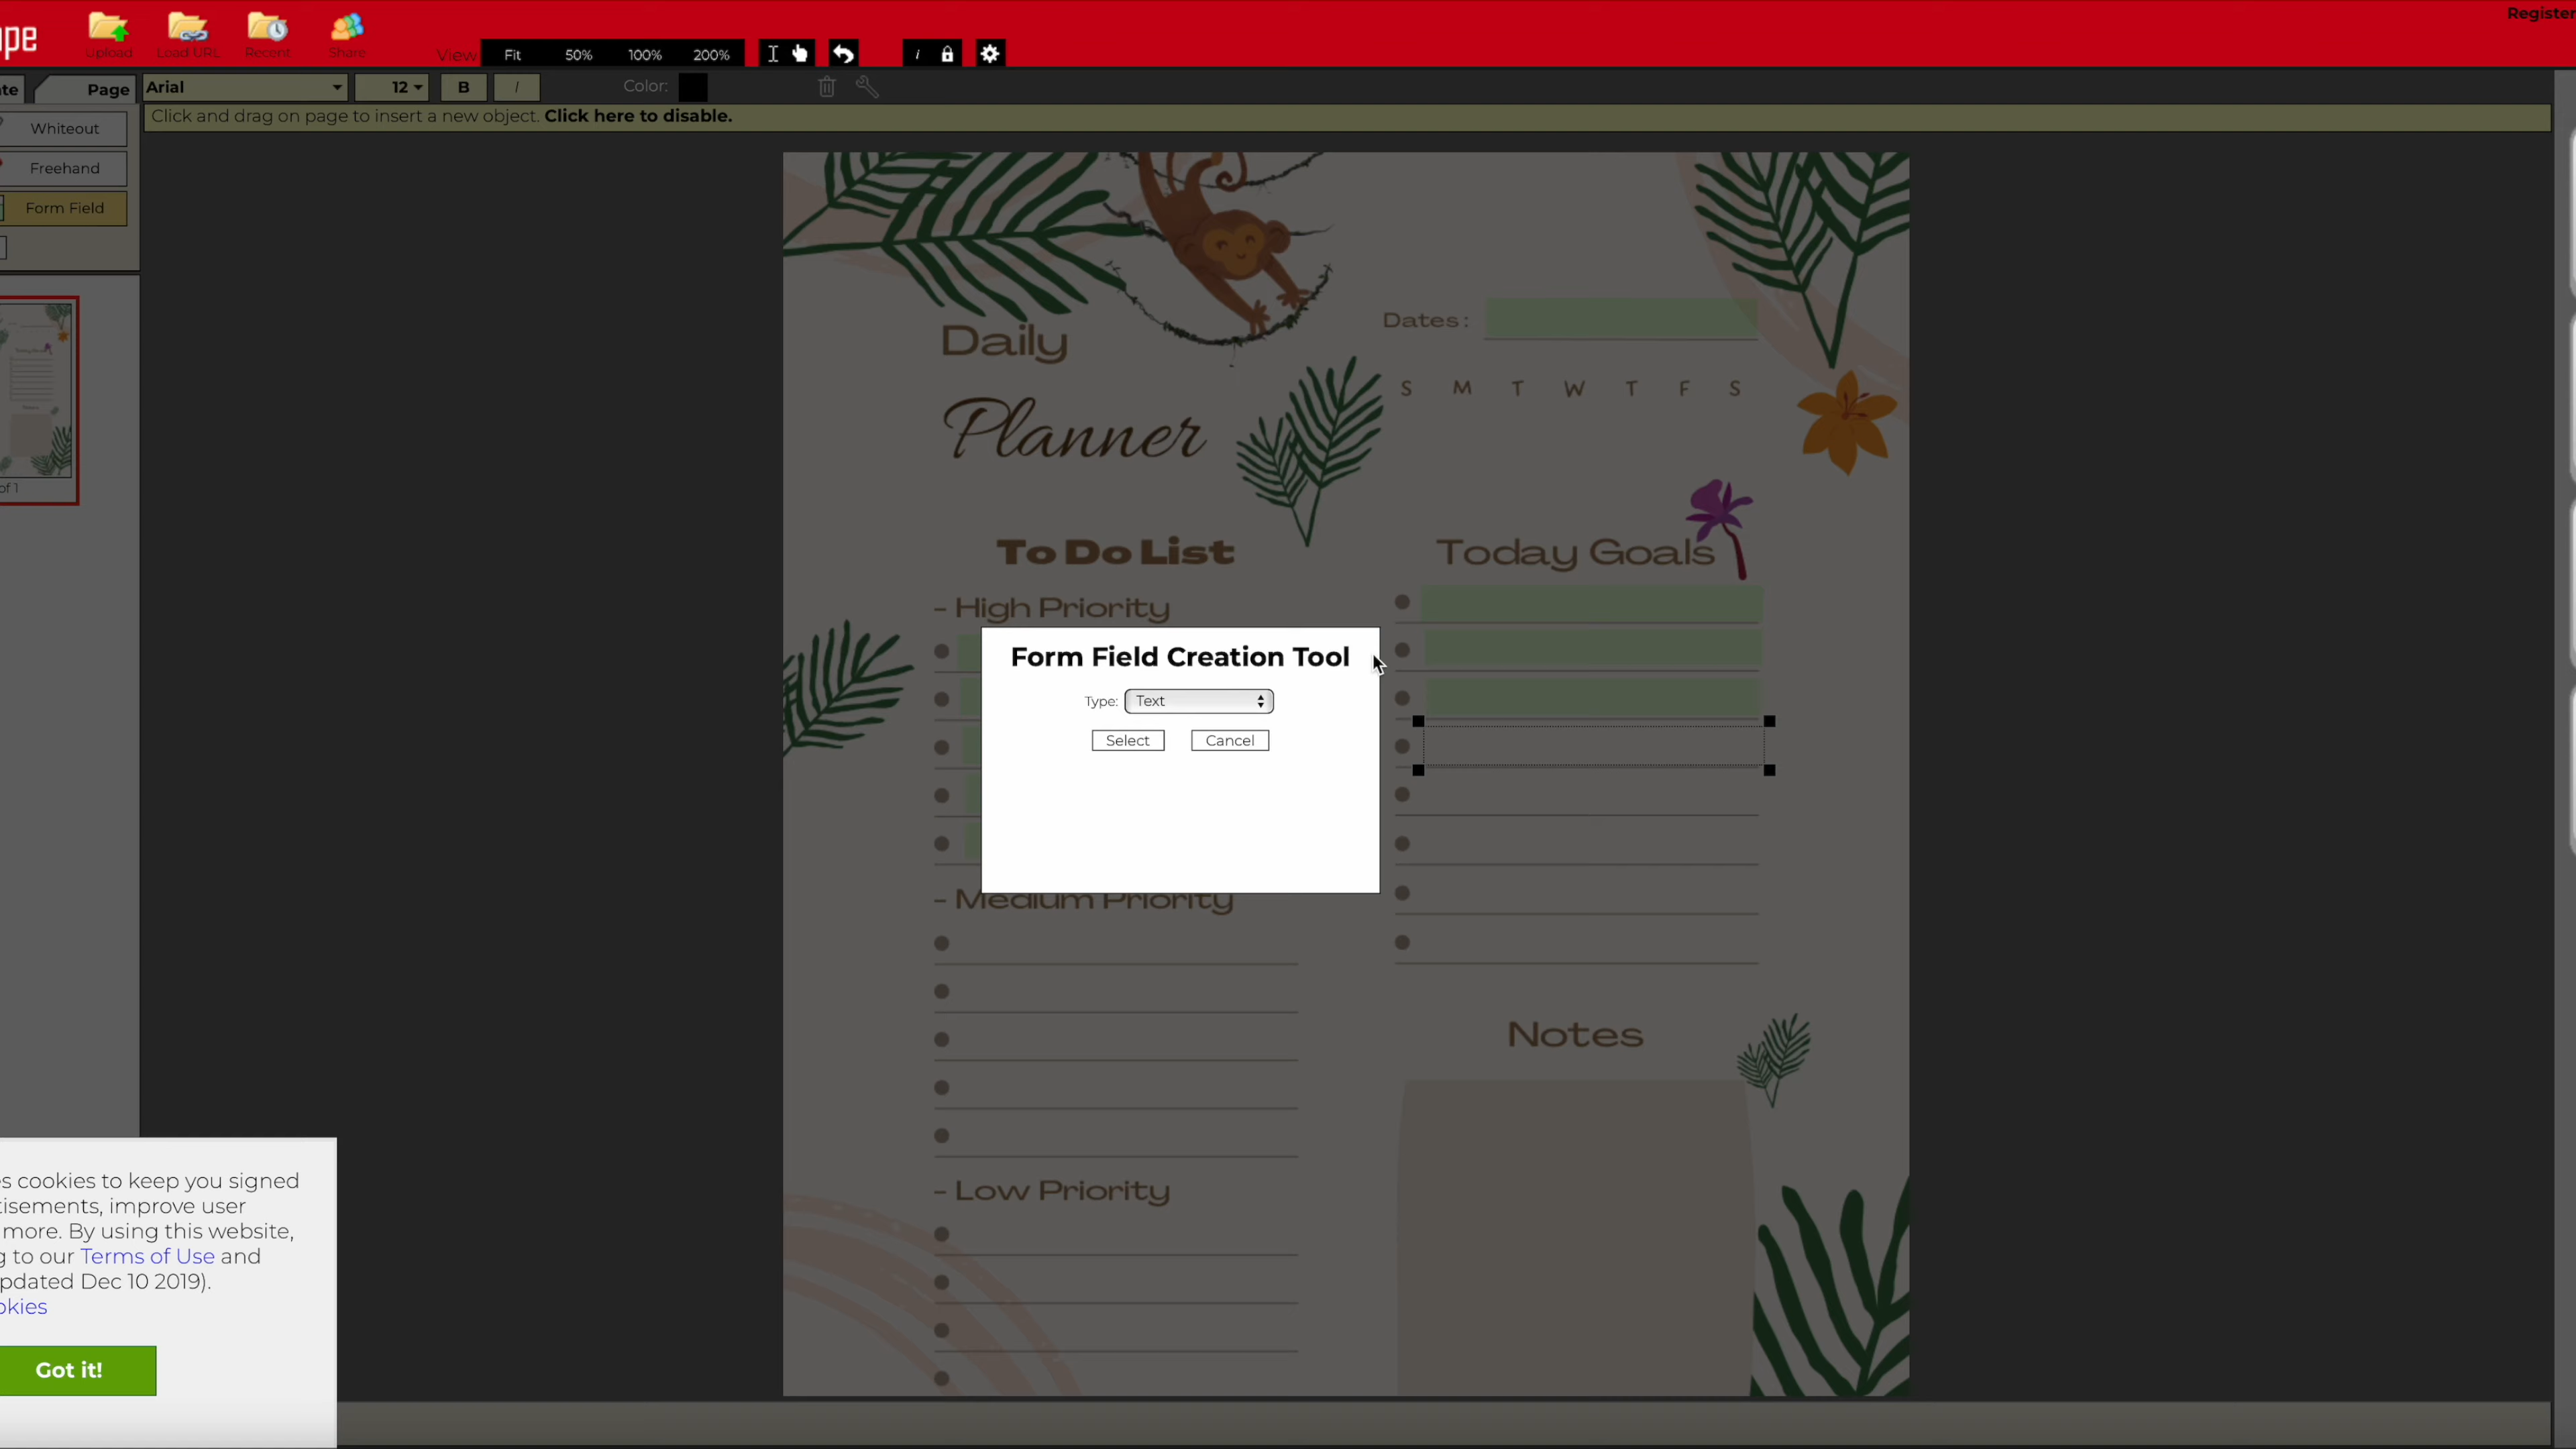 pe
Upload
Load URL
Recent
Share
View
Fit
50%
100%
200%
i
Register
te
Page
Arial
12
B
I
Color:
Whiteout
Click and drag on page to insert a new object. Click here to disable.
Freehand
Form Field
of 1
Daily
Planner
Dates:
S M T W T F S
To Do List
Today Goals
- High Priority
Form Field Creation Tool
Type: Text
Select
Cancel
- Medium Priority
Notes
- Low Priority
s cookies to keep you signed
tisements, improve user
more. By using this website,
g to our Terms of Use and
pdated Dec 10 2019).
okies
Got it!